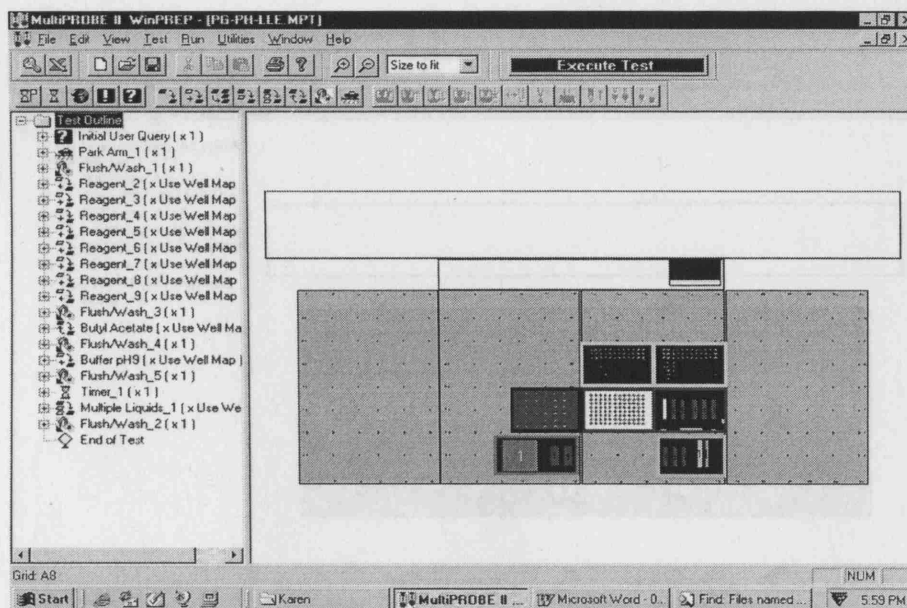 MultiPROBE II WinPREP - [PG-PH-LLE.MPT]
File Edit View Test Run Utilities Window Help
Size to fit
Execute Test
Test Outline
Initial User Query ( x 1 )
Park Arm_1 ( x 1 )
Flush/Wash_1 ( x 1 )
Reagent_2 ( x Use Well Map
Reagent_3 ( x Use Well Map
Reagent_4 ( x Use Well Map
Reagent_5 ( x Use Well Map
Reagent_6 ( x Use Well Map
Reagent_7 ( x Use Well Map
Reagent_8 ( x Use Well Map
Reagent_9 ( x Use Well Map
Flush/Wash_3 ( x 1 )
Butyl Acetate ( x Use Well Ma
Flush/Wash_4 ( x 1 )
Buffer pH9 ( x Use Well Map )
Flush/Wash_5 ( x 1 )
Timer_1 ( x 1 )
Multiple Liquids_1 ( x Use We
Flush/Wash_2 ( x 1 )
End of Test
1
Grid: A8
NUM
Start
Karen
MultiPROBE II ...
Microsoft Word - 0...
Find: Files named ...
5:59 PM